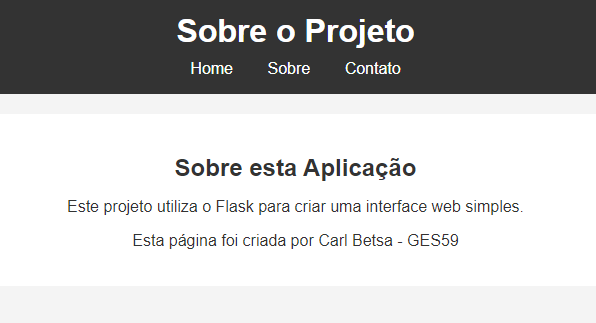 Sobre o Projeto
Home Sobre Contato
Sobre esta Aplicação
Este projeto utiliza o Flask para criar uma interface web simples.
Esta página foi criada por Carl Betsa - GES59